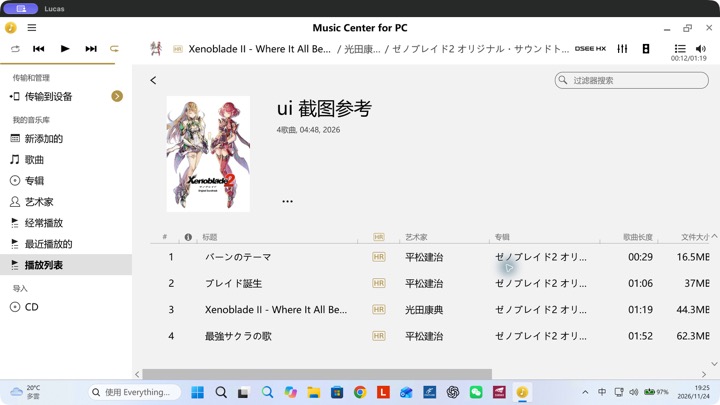 Lucas
Music Center for PC
HR Xenoblade II - Where It All Be... / 光田康... / ゼノブレイド2 オリジナル・サウンドト... DSEE HX
00:12/01:19
传输和管理
传输到设备
我的音乐库
新添加的
歌曲
专辑
艺术家
经常播放
最近播放的
播放列表
导入
CD
过滤器搜索
Xenoblade 2
Original Soundtrack
ui 截图参考
4歌曲, 04:48, 2026
...
# 标题 HR 艺术家 专辑 歌曲长度 文件大小
1 バーンのテーマ HR 平松建治 ゼノブレイド2 オリ... 00:29 16.5MB
2 ブレイド誕生 HR 平松建治 ゼノブレイド2 オリ... 01:06 37MB
3 Xenoblade II - Where It All Be... HR 光田康典 ゼノブレイド2 オリ... 01:19 44.3MB
4 最強サクラの歌 HR 平松建治 ゼノブレイド2 オリ... 01:52 62.3MB
20°C
多云
使用 Everything...
中
97%
19:25
2026/11/24